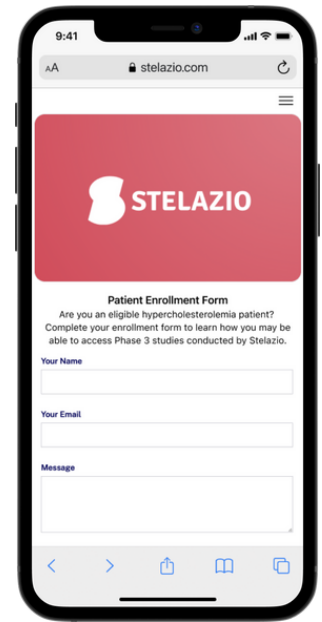 9:41
AA
stelazio.com
STELAZIO
Patient Enrollment Form
Are you an eligible hypercholesterolemia patient?
Complete your enrollment form to learn how you may be
able to access Phase 3 studies conducted by Stelazio.
Your Name
Your Email
Message